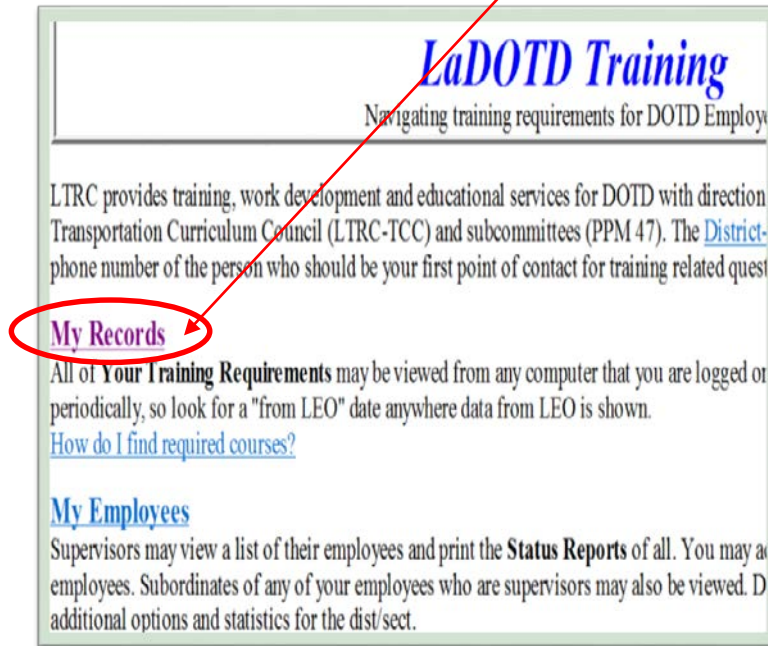 LaDOTD Training
Navigating training requirements for DOTD Employe
LTRC provides training, work development and educational services for DOTD with direction
Transportation Curriculum Council (LTRC-TCC) and subcommittees (PPM 47). The District-
phone number of the person who should be your first point of contact for training related quest
My Records
All of Your Training Requirements may be viewed from any computer that you are logged on
periodically, so look for a "from LEO" date anywhere data from LEO is shown.
How do I find required courses?
My Employees
Supervisors may view a list of their employees and print the Status Reports of all. You may a
employees. Subordinates of any of your employees who are supervisors may also be viewed. D
additional options and statistics for the dist/sect.